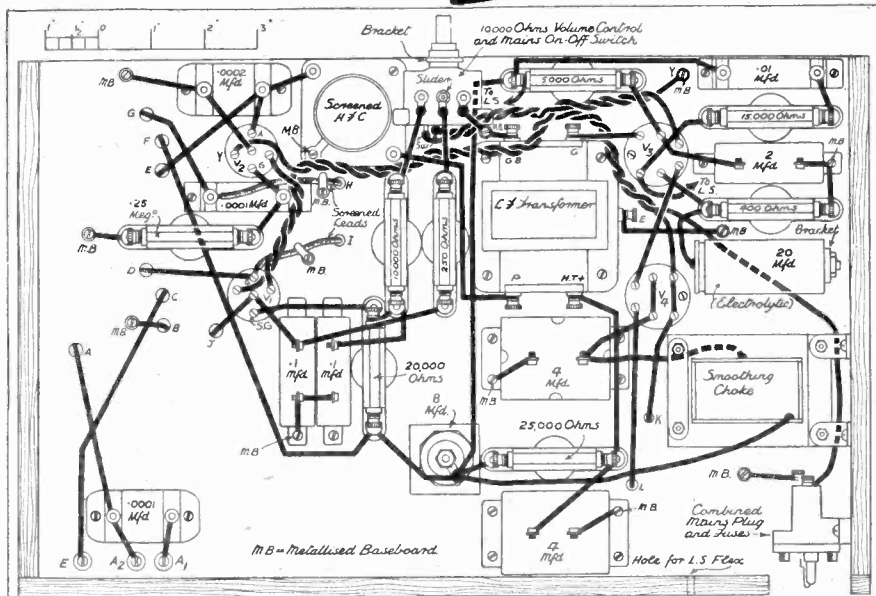 1" ½" 0 1" 2" 3"
Bracket
10,000 Ohms Volume Control
and Mains On-Off Switch
MB
.0002
Mfd
G
F
E
Y
V2
A
G
MB
Screened
H.F.C
Slider
To
L.S.
5,000 Ohms
Y
MB
.01
Mfd
15,000 Ohms
MB
2
Mfd
V3
To
L.S.
400 Ohms
MB
Bracket
20
Mfd
(Electrolytic)
GB
G
L.F. Transformer
E
P
H.T.+
.0001 Mfd
H
M.B.
Screened
Leads
I
M.B.
.25
Meg°
M.B
D
C
MB
B
J
V1
SG
10,000 Ohms
250 Ohms
A
.1
mfd
.1
mfd
MB
20,000
Ohms
8
Mfd.
4
Mfd.
MB
V4
K
Smoothing
Choke
25,000 Ohms
L
M.B.
Combined
Mains Plug
and Fuses
4
mfd
MB.
.0001
Mfd
E A2 A1
MB = Metallised Baseboard.
Hole for L.S Flex